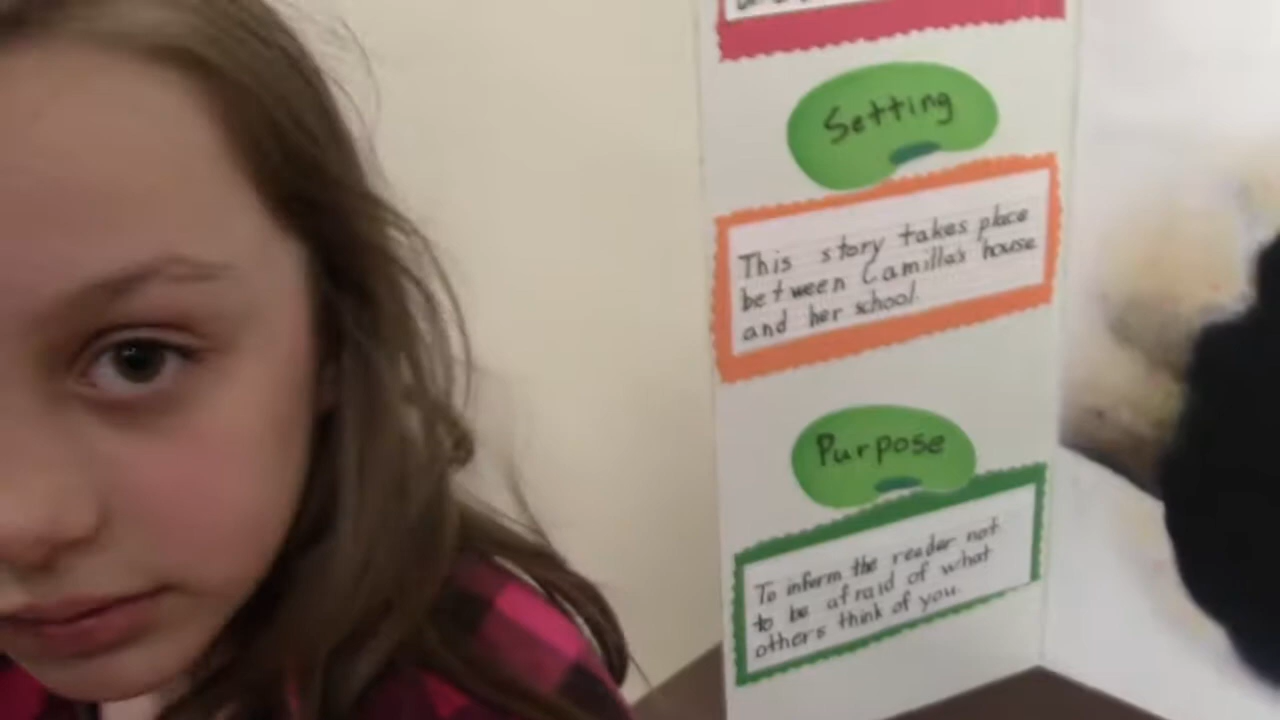 Setting
This story takes place
between Camilla's house
and her school.
Purpose
To inform the reader not
to be afraid of what
others think of you.